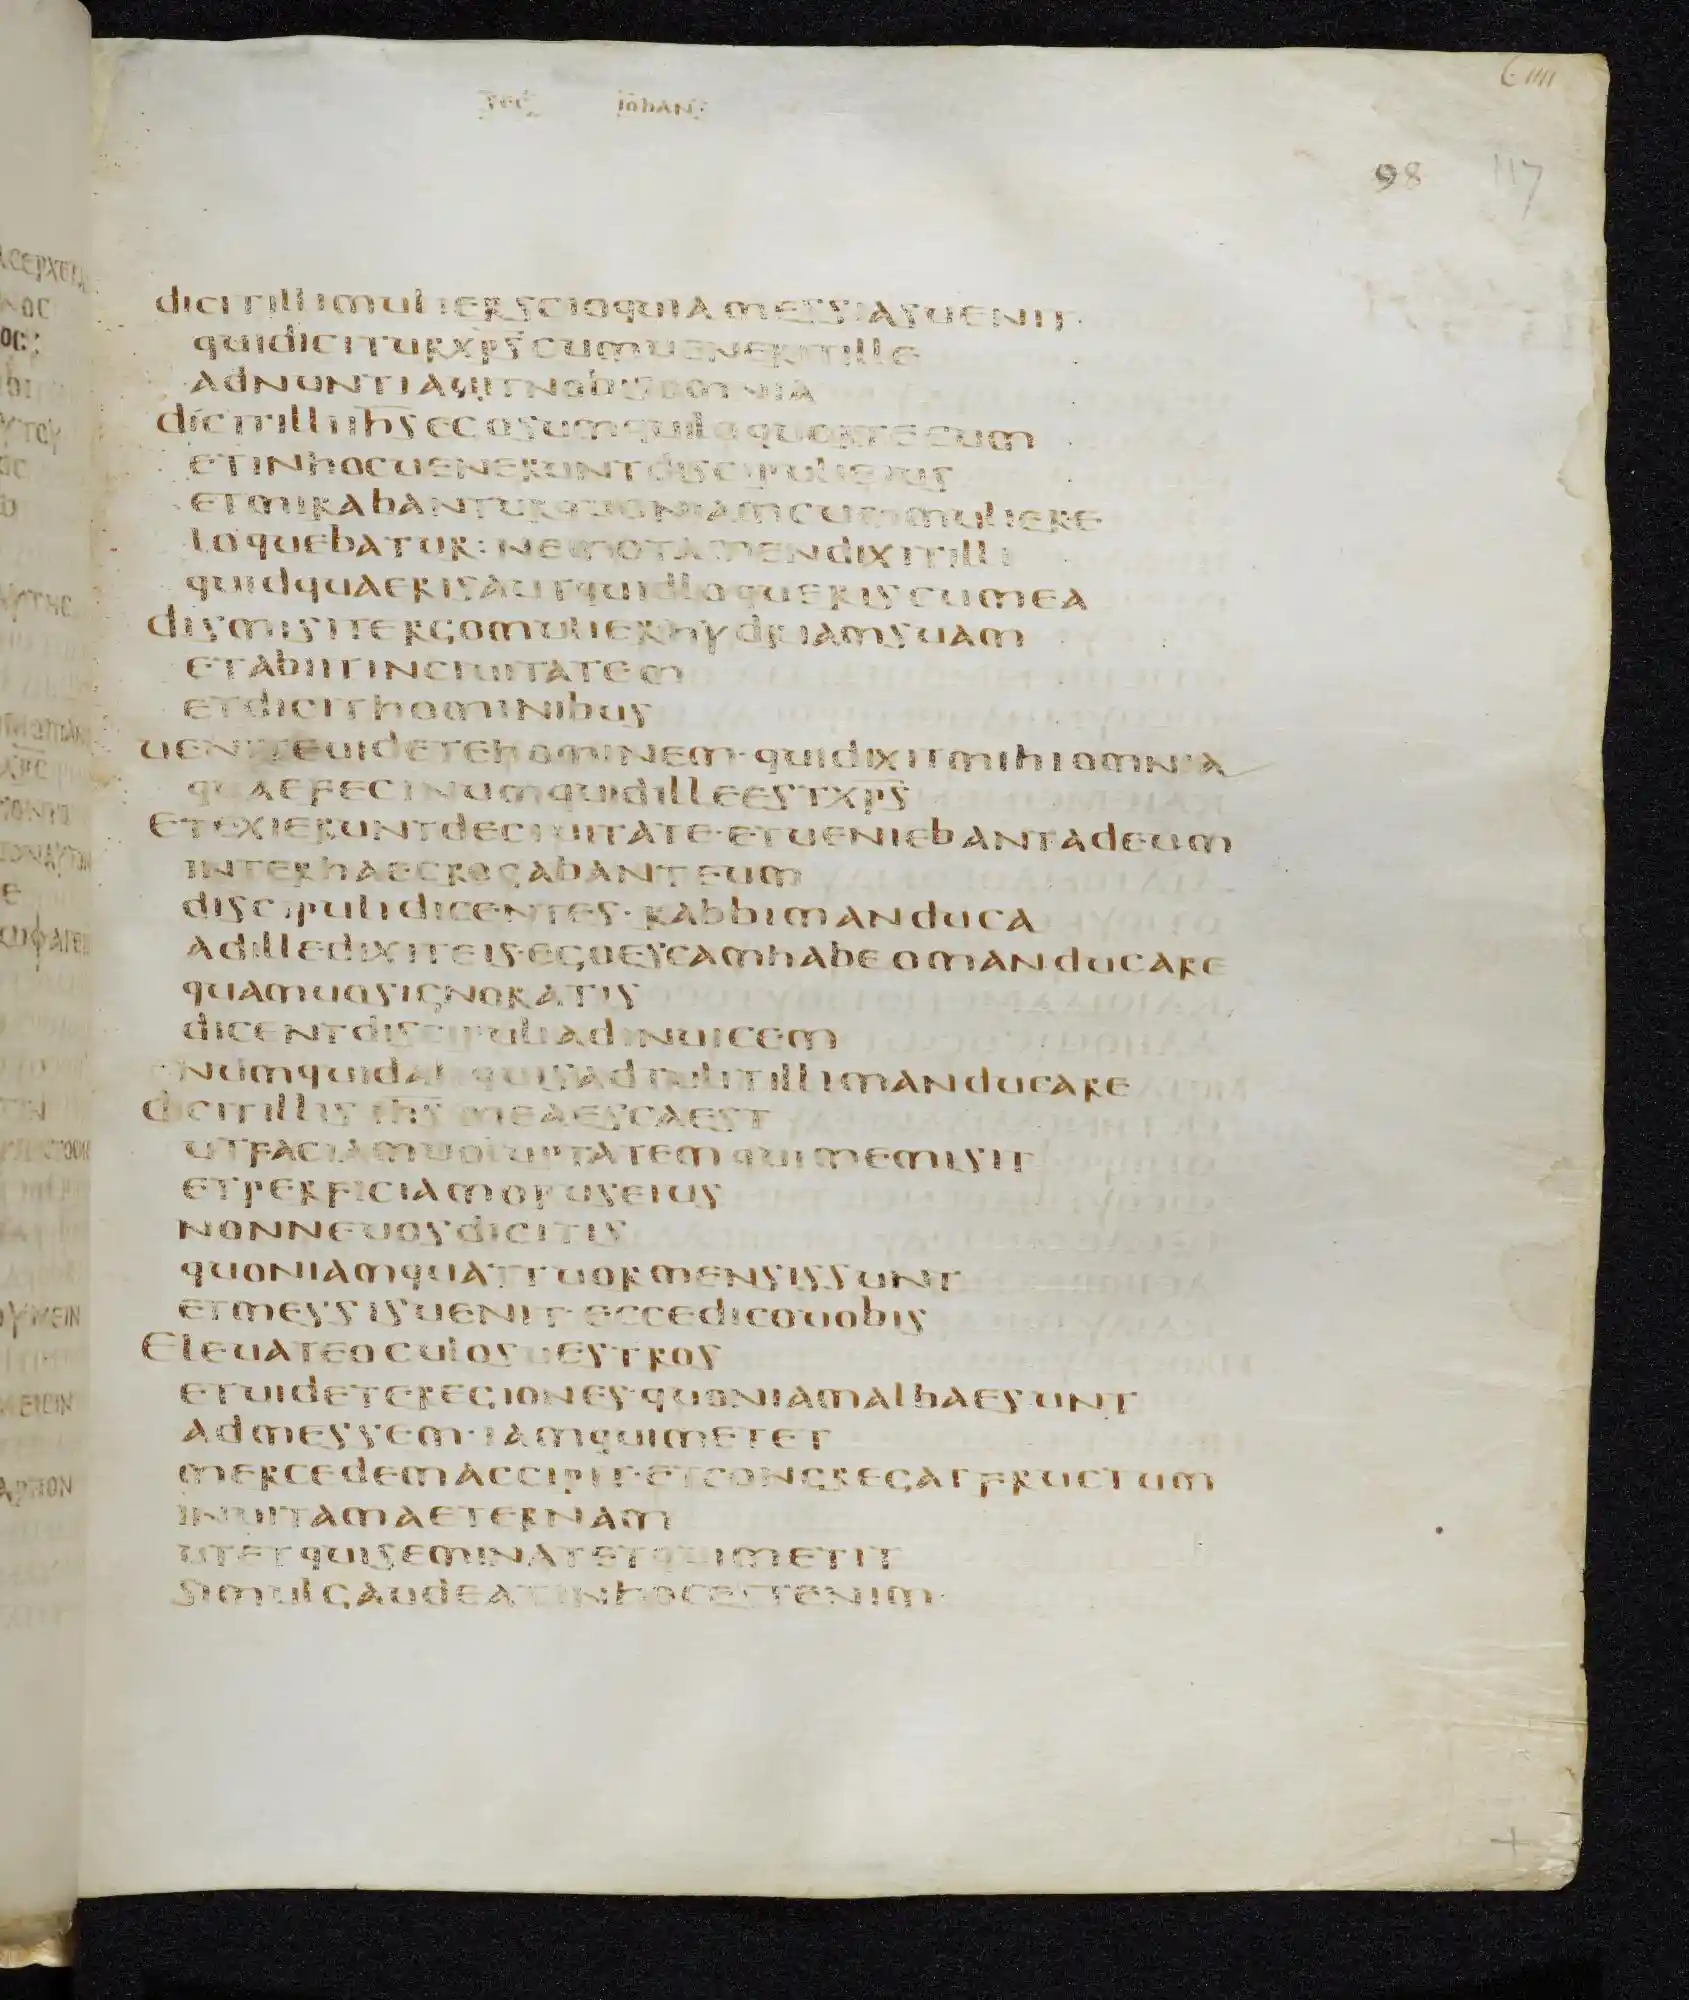 sec iohan
ciiii
98 117
dicit illi mulier scio quia messias uenit·
qui dicitur xps cum uenerit ille
adnuntiauit nobis omnia
dicit illi ihs ego sum qui loquor tecum
et in hoc uenerunt discipuli eius
et mirabantur quoniam cum muliere
loquebatur: nemo tamen dixit illi
quid quaeris aut quid loqueris cum ea
dismisit ergo mulier hydriam suam
et abiit in ciuitatem
et dicit hominibus
uenite uidete hominem· qui dixit mihi omnia
quae feci numquid ille est xps
et exierunt de ciuitate· et ueniebant ad eum
inter haec rogabant eum
discipuli dicentes· rabbi manduca
ad ille dixit eis· ego escam habeo manducare
quam uos ignoratis
dicent discipuli ad inuicem
numquid aliquis adtulit illi manducare
dicit illis ihs mea esca est
ut faciam uoluptatem qui me misit
et perficiam opus eius
nonne uos dicitis
quoniam quattuor mensis sunt
et messis uenit· ecce dico uobis
eleuate oculos uestros
et uidete regiones· quoniam albae sunt
ad messem· iam qui metet
mercedem accipit· et congregat fructum
in uitam aeternam
ut et qui seminat et qui metit
simul gaudeat in hoc est enim·